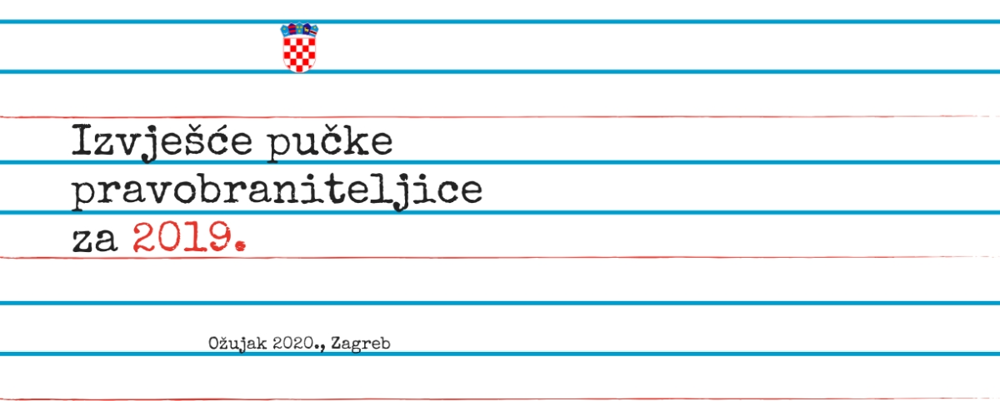 Izvješće pučke
pravobraniteljice
za 2019.
Ožujak 2020., Zagreb